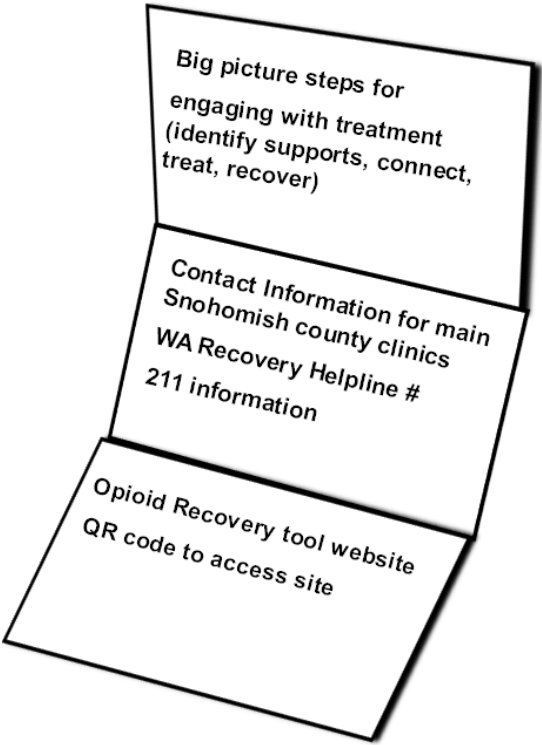 Big picture steps for
engaging with treatment
(identify supports, connect,
treat, recover)
Contact Information for main
Snohomish county clinics
WA Recovery Helpline #
211 information
Opioid Recovery tool website
QR code to access site